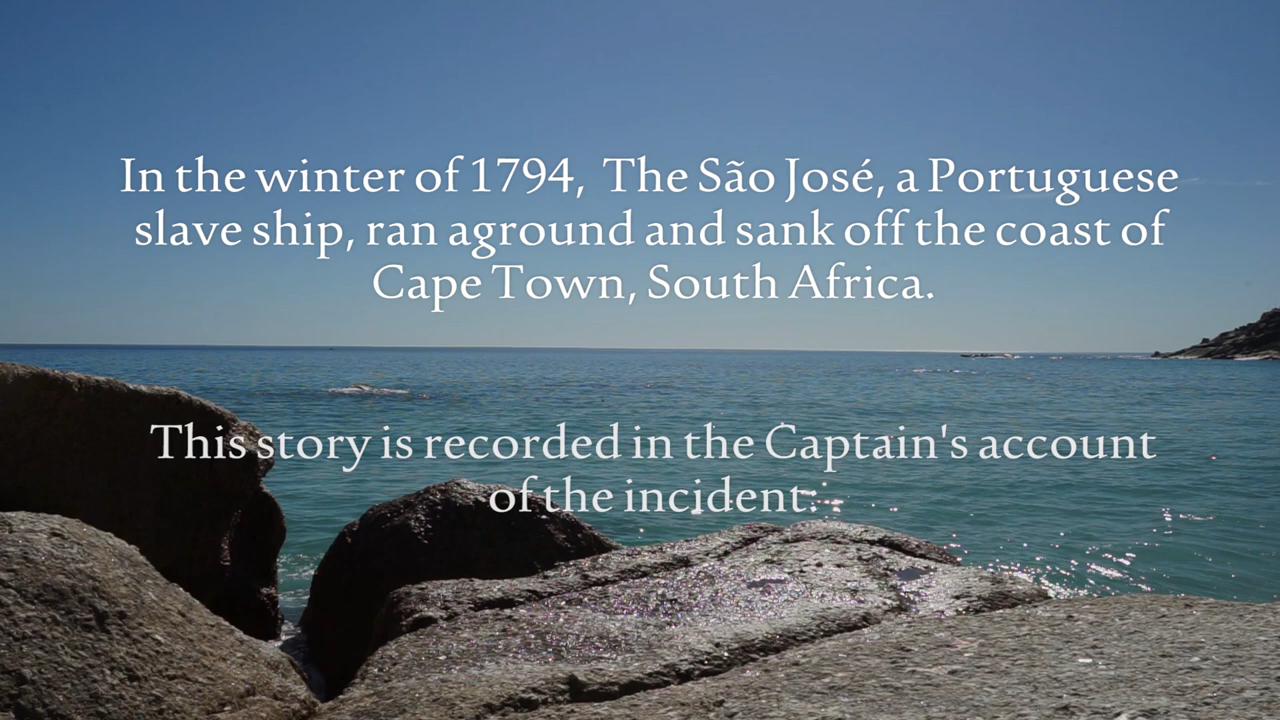 In the winter of 1794,  The São José, a Portuguese
slave ship, ran aground and sank off the coast of
Cape Town, South Africa.
This story is recorded in the Captain's account
of the incident: